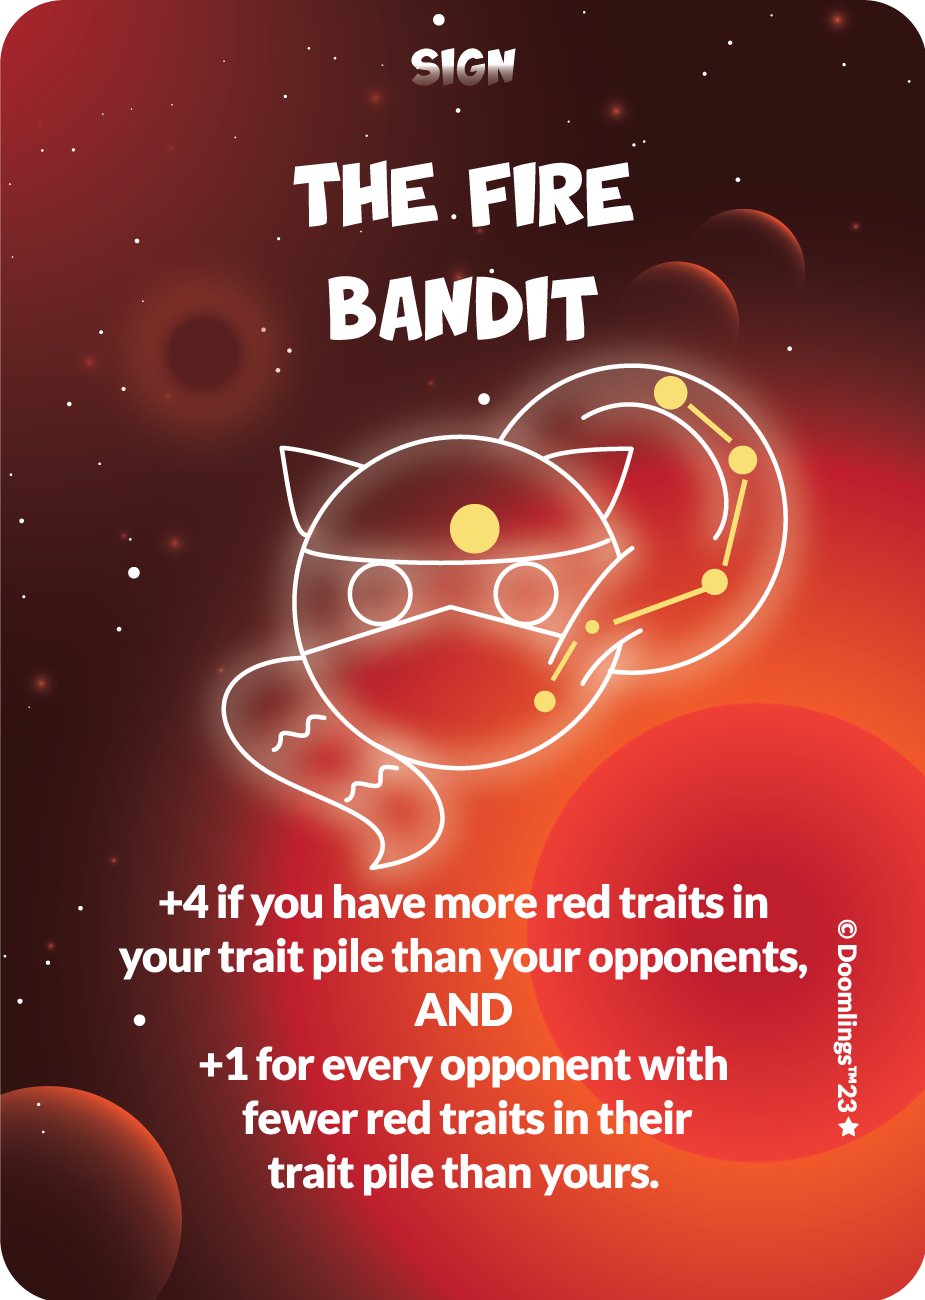 SIGN
THE FIRE
BANDIT
+4 if you have more red traits in
your trait pile than your opponents,
AND
+1 for every opponent with
fewer red traits in their
trait pile than yours.
© Doomlings™23 ★